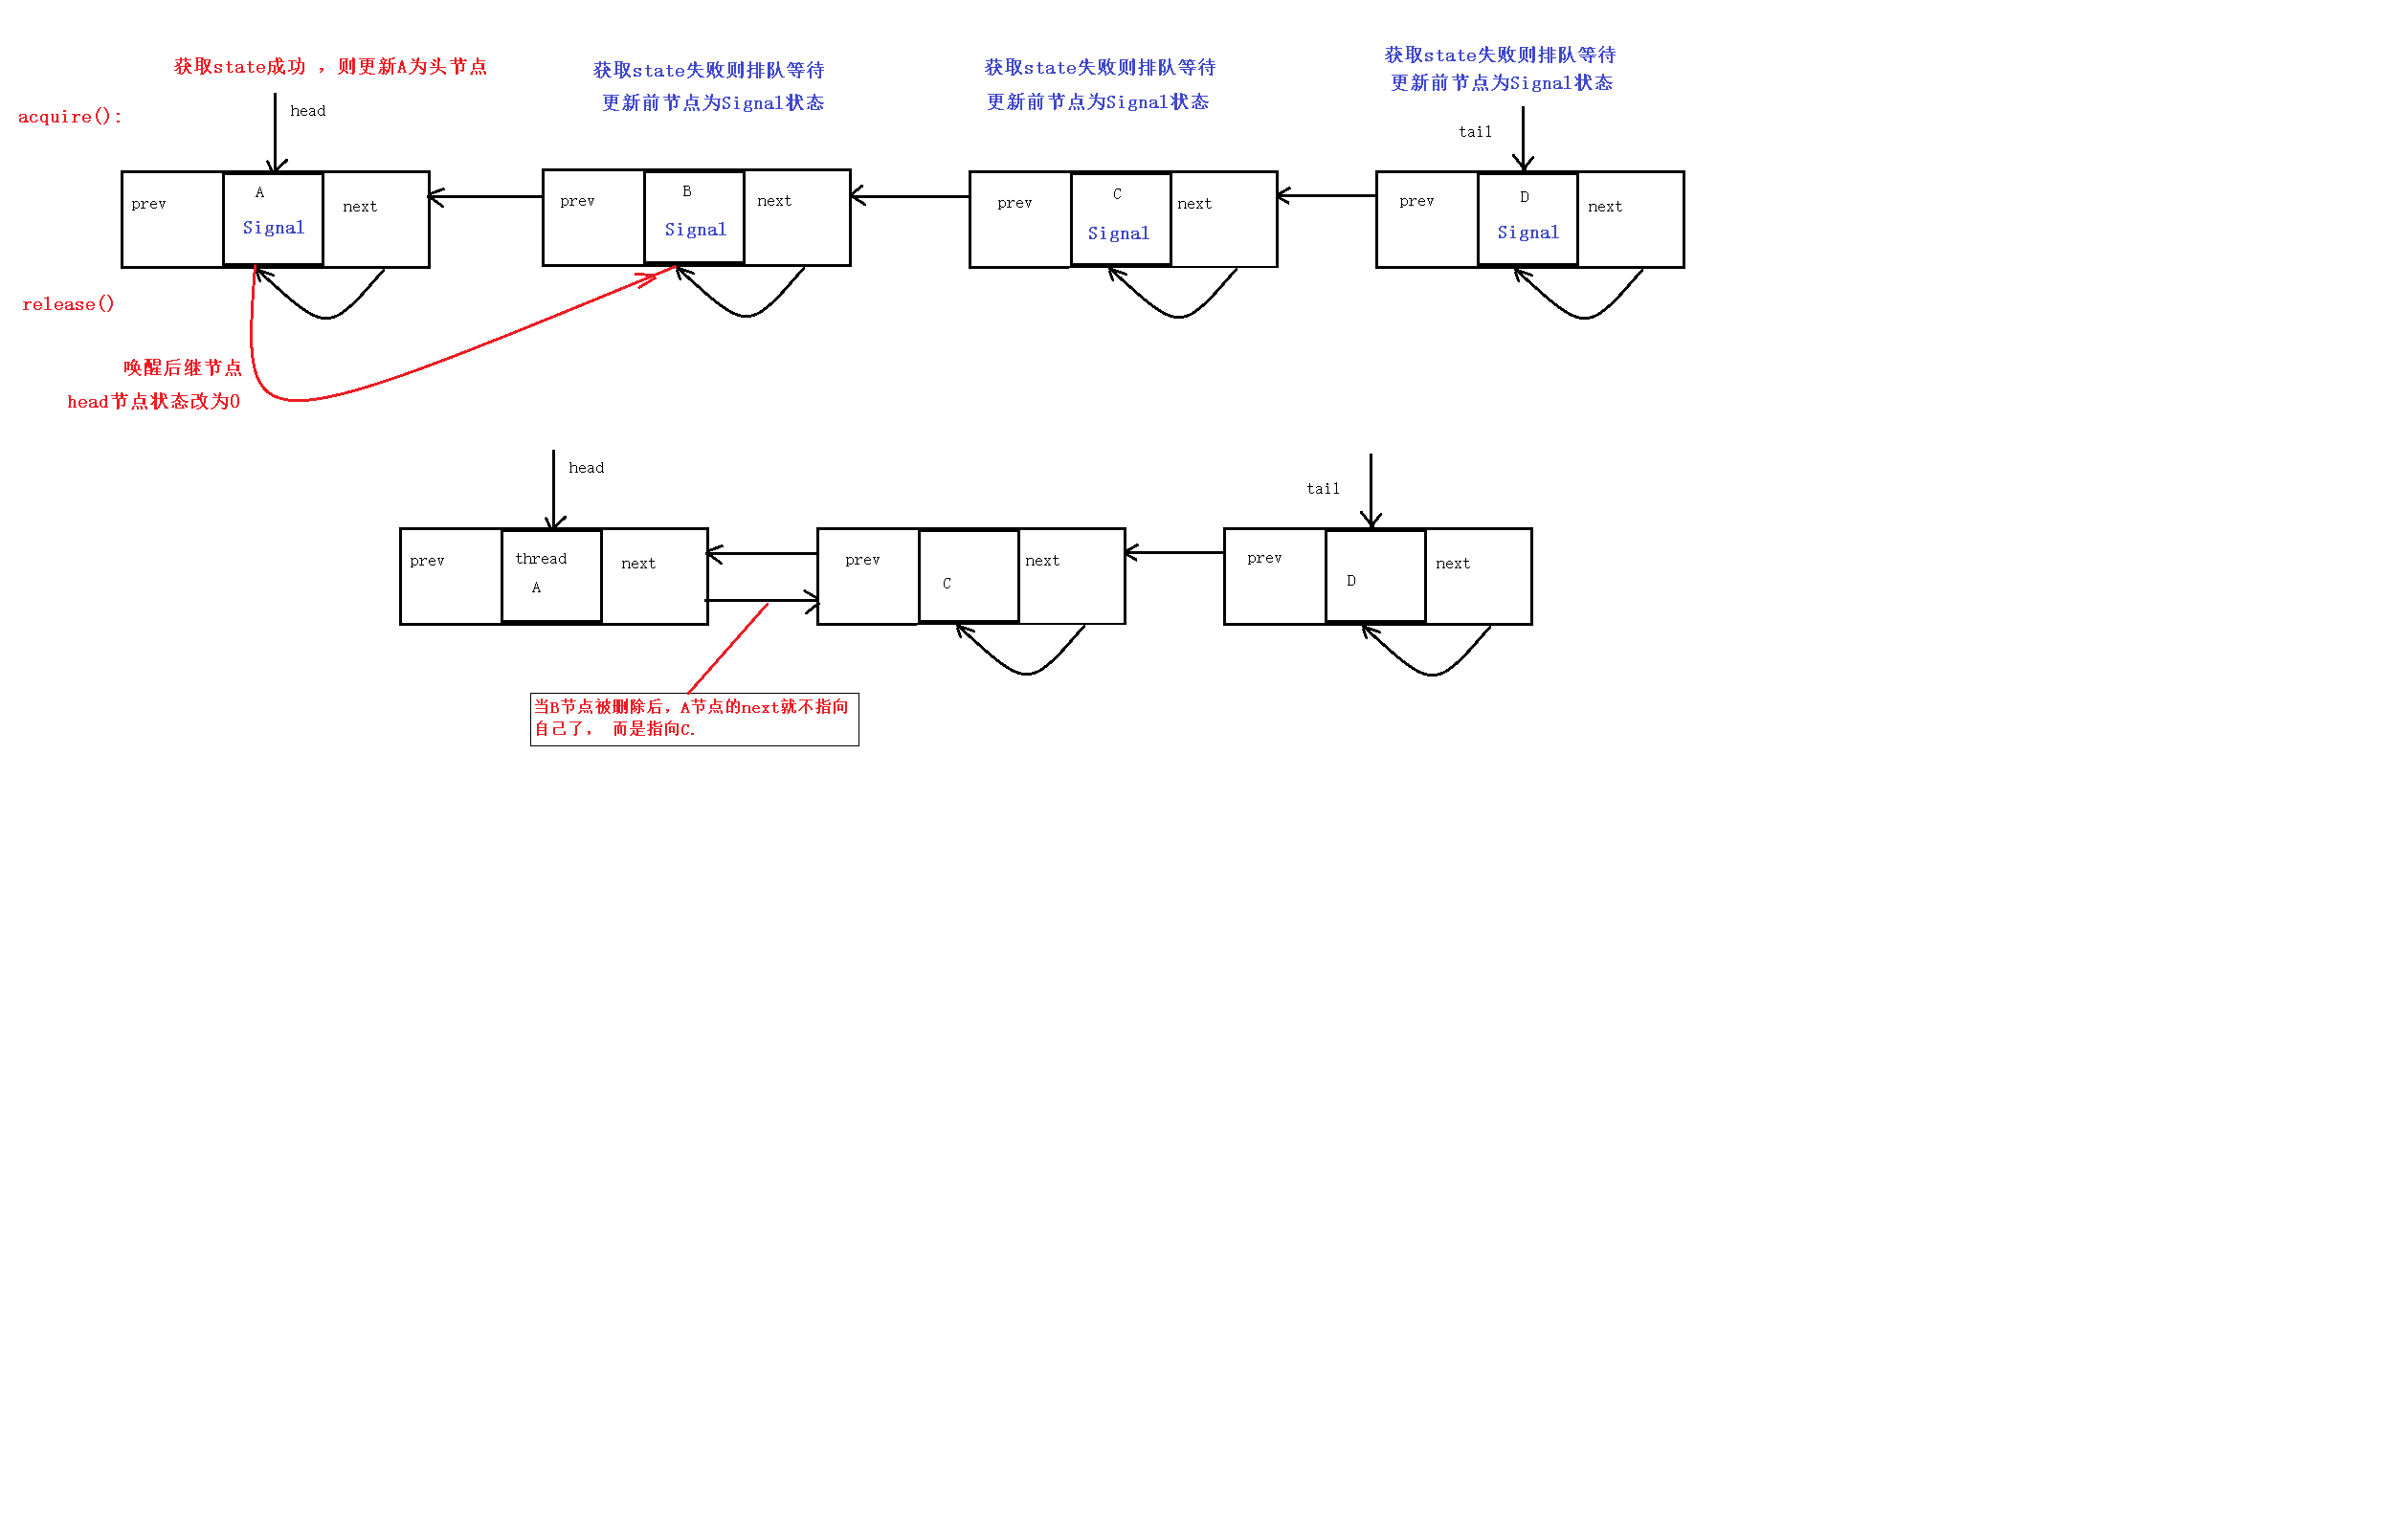 获取state成功 ，则更新A为头节点
获取state失败则排队等待
更新前节点为Signal状态
获取state失败则排队等待
更新前节点为Signal状态
获取state失败则排队等待
更新前节点为Signal状态
acquire():
head
tail
prev
A
Signal
next
prev
B
Signal
next
prev
C
Signal
next
prev
D
Signal
next
release()
唤醒后继节点
head节点状态改为0
head
tail
prev
thread
A
next
prev
C
next
prev
D
next
当B节点被删除后，A节点的next就不指向
自己了， 而是指向C.